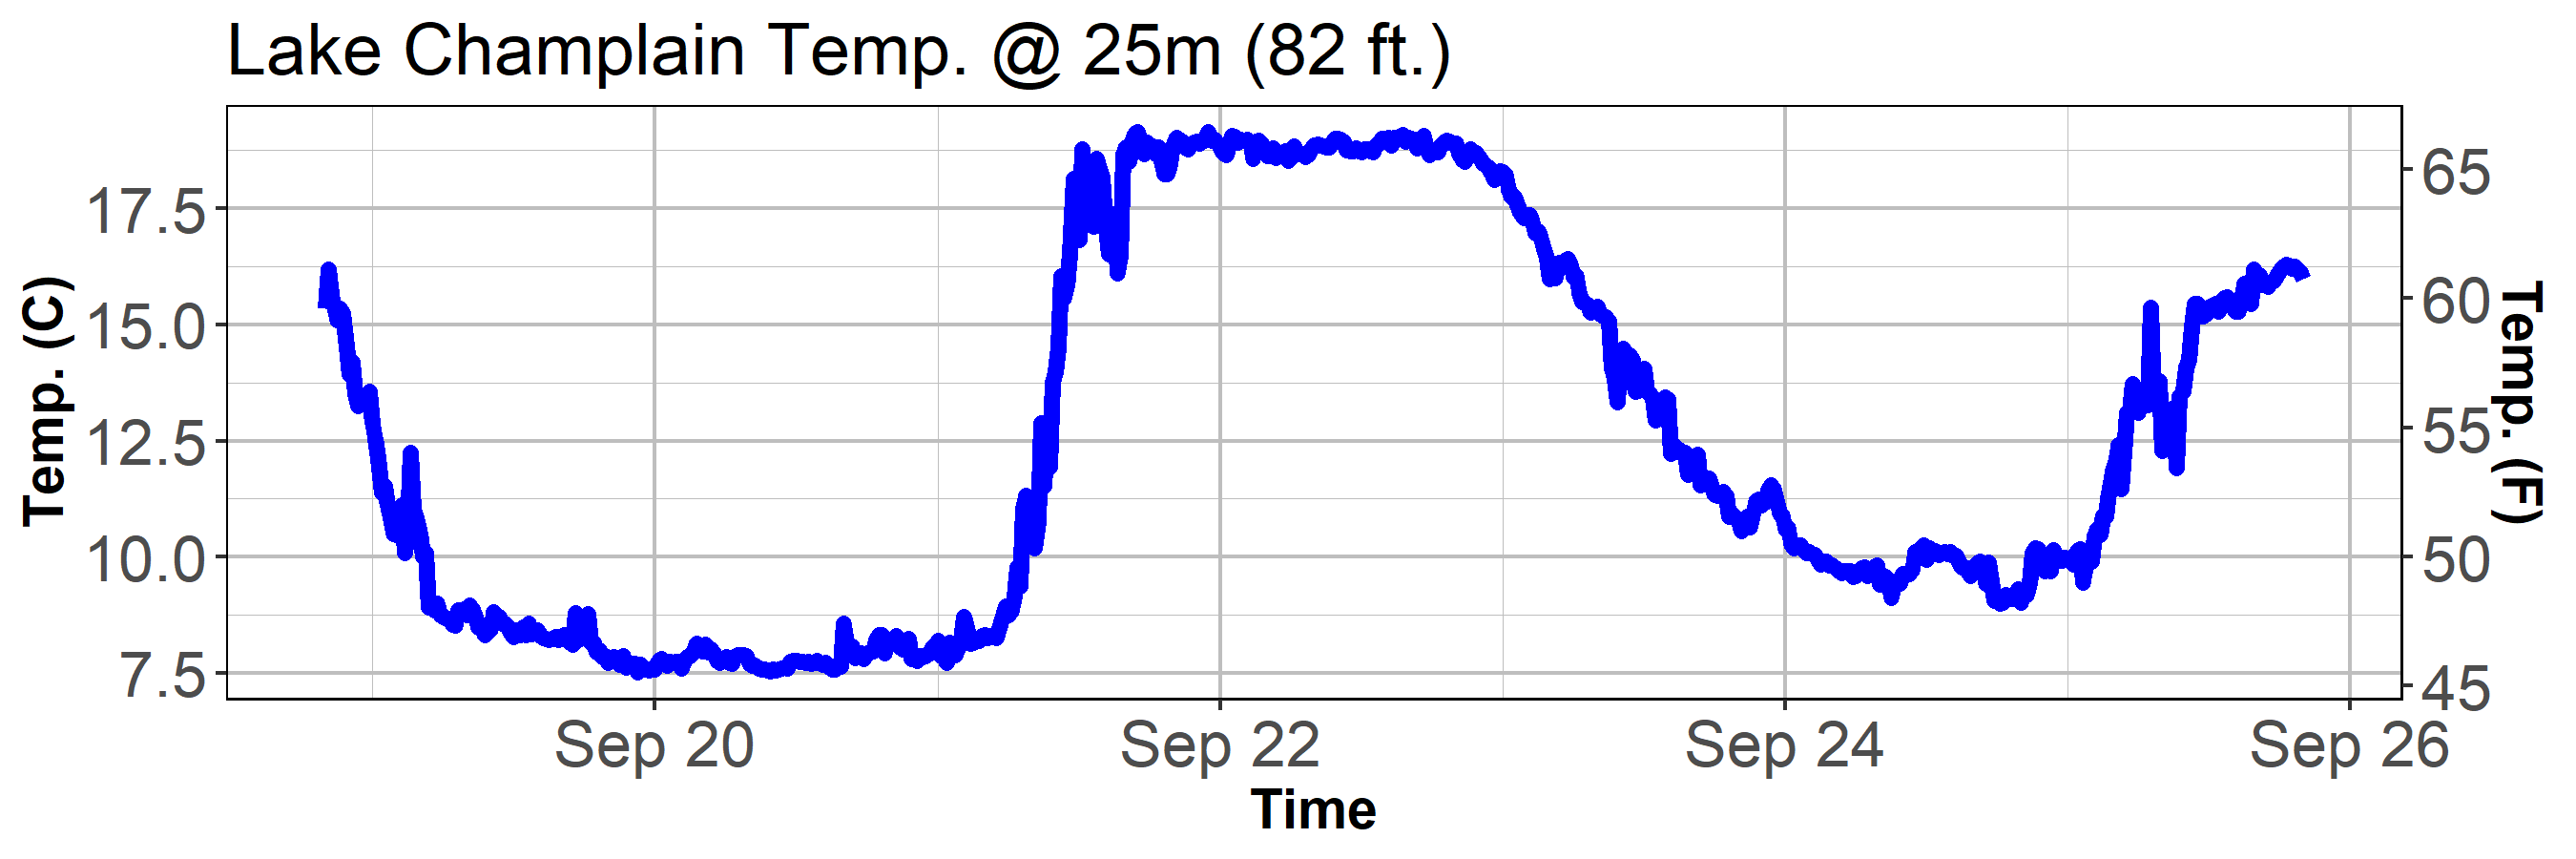 Lake Champlain Temp. @ 25m (82 ft.)
Temp. (C)
17.5
15.0
12.5
10.0
7.5
65
60
55
50
45
Temp. (F)
Sep 20 Sep 22 Sep 24 Sep 26
Time